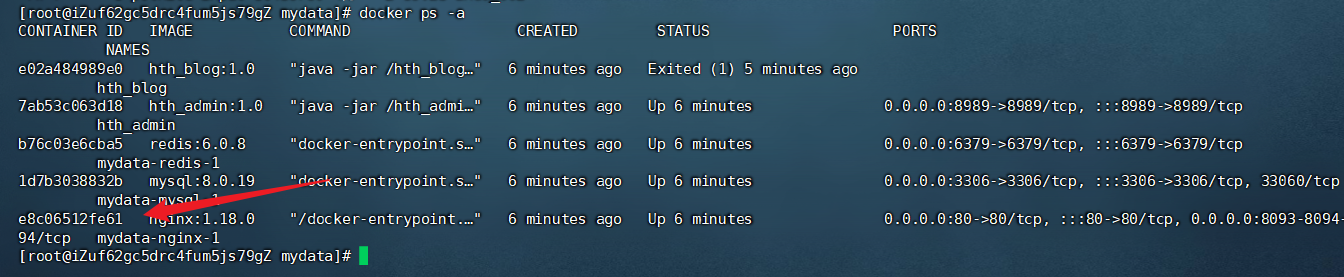 [root@iZuf62gc5drc4fum5js79gZ mydata]# docker ps -a
CONTAINER ID   IMAGE            COMMAND                   CREATED         STATUS                     PORTS
NAMES
e02a484989e0   hth_blog:1.0     "java -jar /hth_blog…"   6 minutes ago   Exited (1) 5 minutes ago
hth_blog
7ab53c063d18   hth_admin:1.0    "java -jar /hth_admi…"   6 minutes ago   Up 6 minutes               0.0.0.0:8989->8989/tcp, :::8989->8989/tcp
hth_admin
b76c03e6cba5   redis:6.0.8      "docker-entrypoint.s…"   6 minutes ago   Up 6 minutes               0.0.0.0:6379->6379/tcp, :::6379->6379/tcp
mydata-redis-1
1d7b3038832b   mysql:8.0.19     "docker-entrypoint.s…"   6 minutes ago   Up 6 minutes               0.0.0.0:3306->3306/tcp, :::3306->3306/tcp, 33060/tcp
mydata-mysql-1
e8c06512fe61   nginx:1.18.0     "/docker-entrypoint.…"   6 minutes ago   Up 6 minutes               0.0.0.0:80->80/tcp, :::80->80/tcp, 0.0.0.0:8093-8094-
94/tcp   mydata-nginx-1
[root@iZuf62gc5drc4fum5js79gZ mydata]#